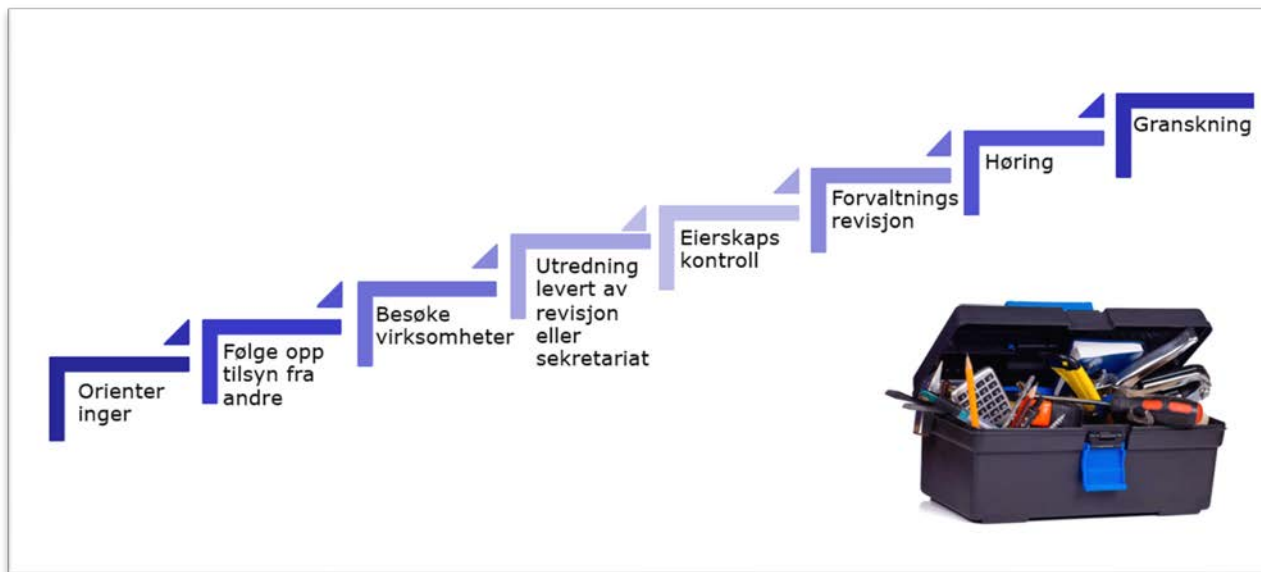 Orienter
inger
Følge opp
tilsyn fra
andre
Besøke
virksomheter
Utredning
levert av
revisjon
eller
sekretariat
Eierskaps
kontroll
Forvaltnings
revisjon
Høring
Granskning